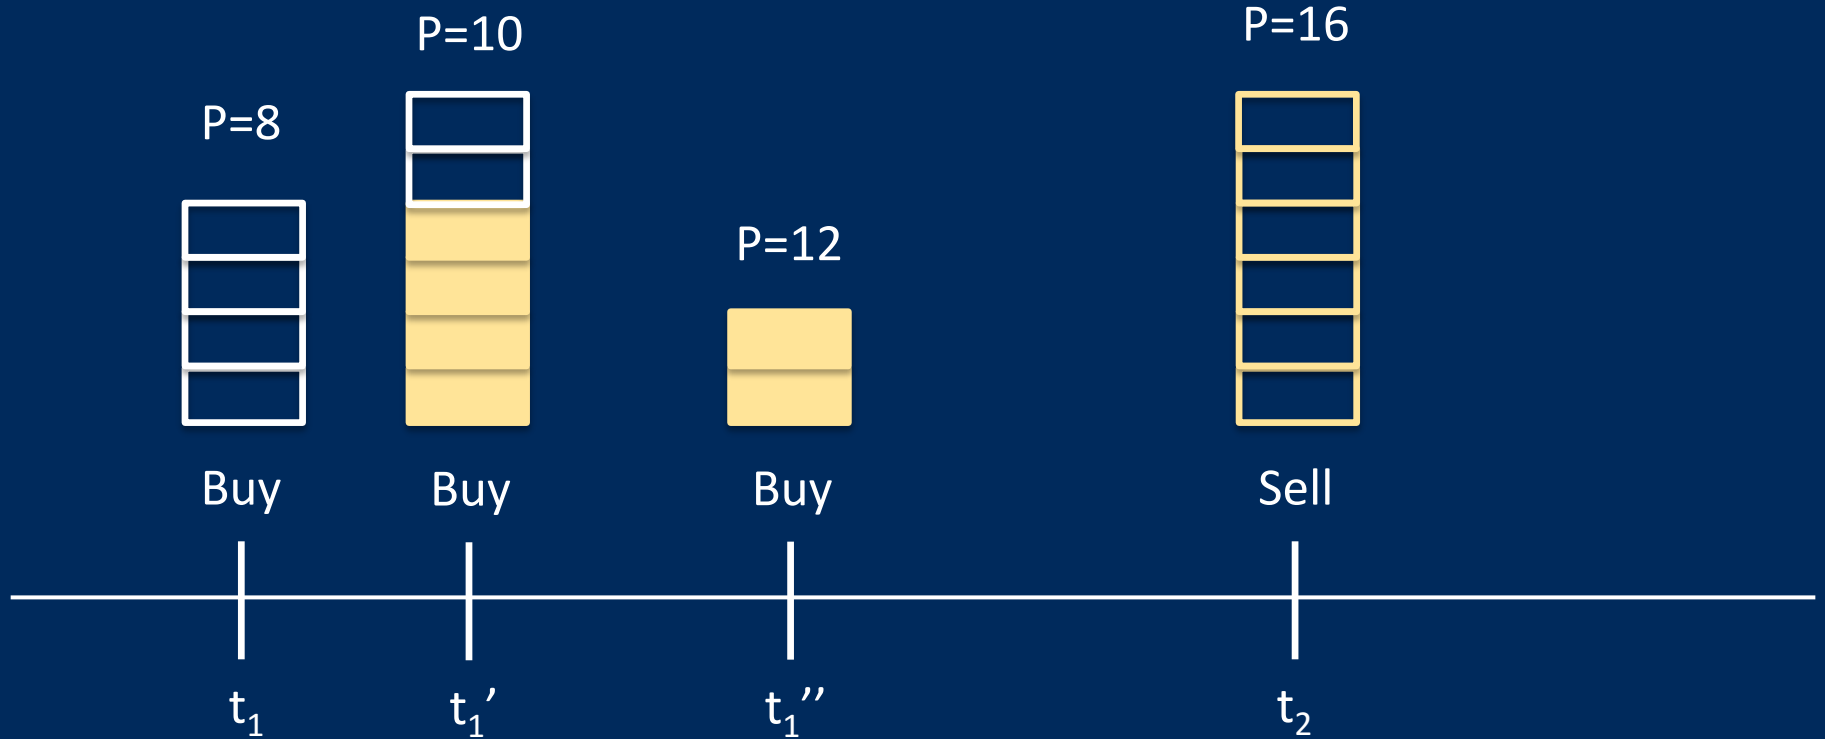 P=8
P=10
P=12
P=16
Buy
Buy
Buy
Sell
t₁
t₁’
t₁’’
t₂